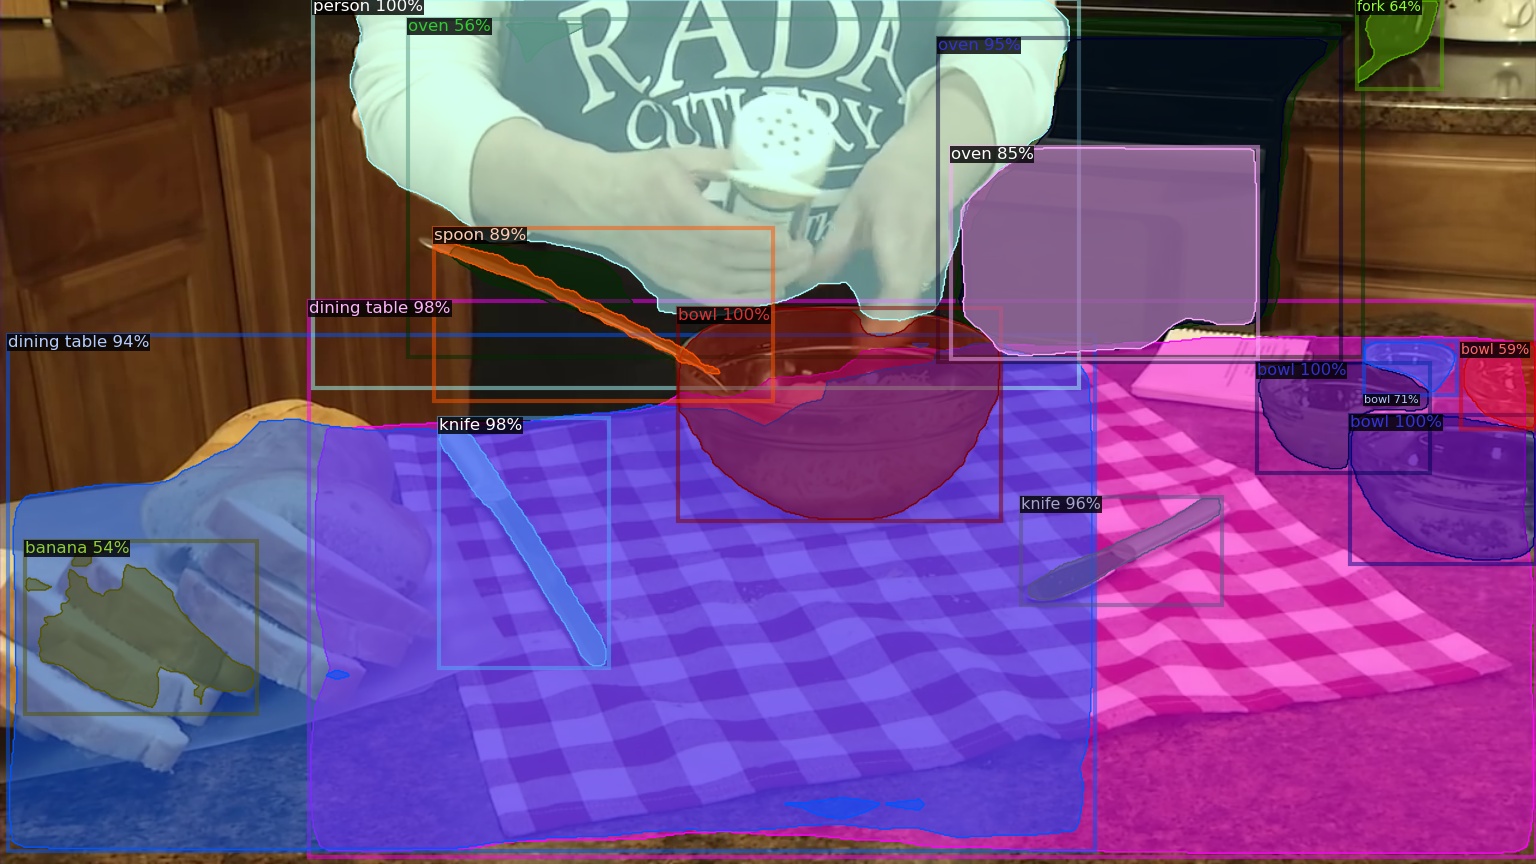 person 100%
oven 56%
fork 64%
RADA
oven 95%
CUTLERY
oven 85%
spoon 89%
dining table 98%
bowl 100%
dining table 94%
bowl 59%
bowl 100%
bowl 71%
knife 98%
bowl 100%
knife 96%
banana 54%